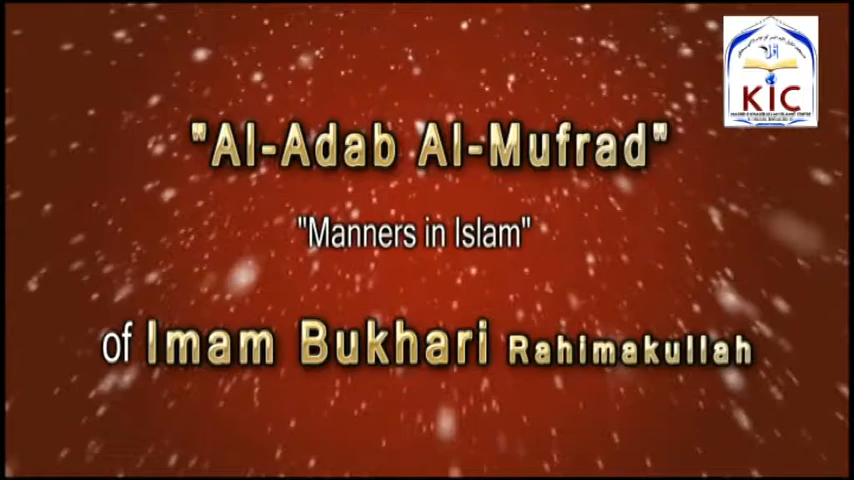 "Al-Adab Al-Mufrad"
"Manners in Islam"
of Imam Bukhari Rahimakullah
KIC